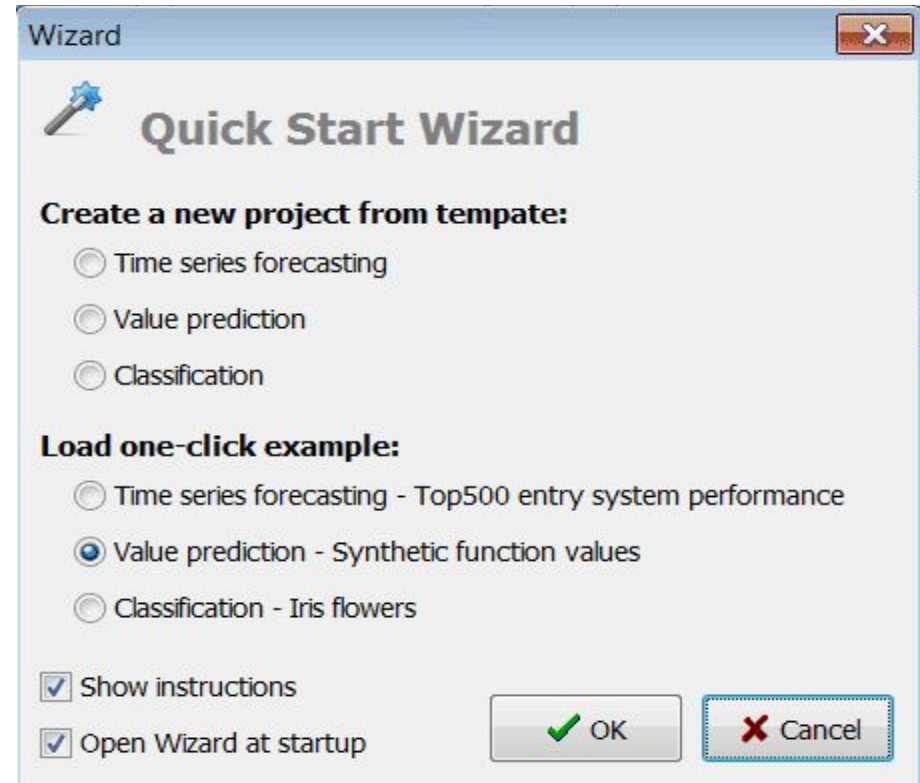 Wizard
Quick Start Wizard
Create a new project from tempate:
Time series forecasting
Value prediction
Classification
Load one-click example:
Time series forecasting - Top500 entry system performance
Value prediction - Synthetic function values
Classification - Iris flowers
Show instructions
Open Wizard at startup
OK
Cancel